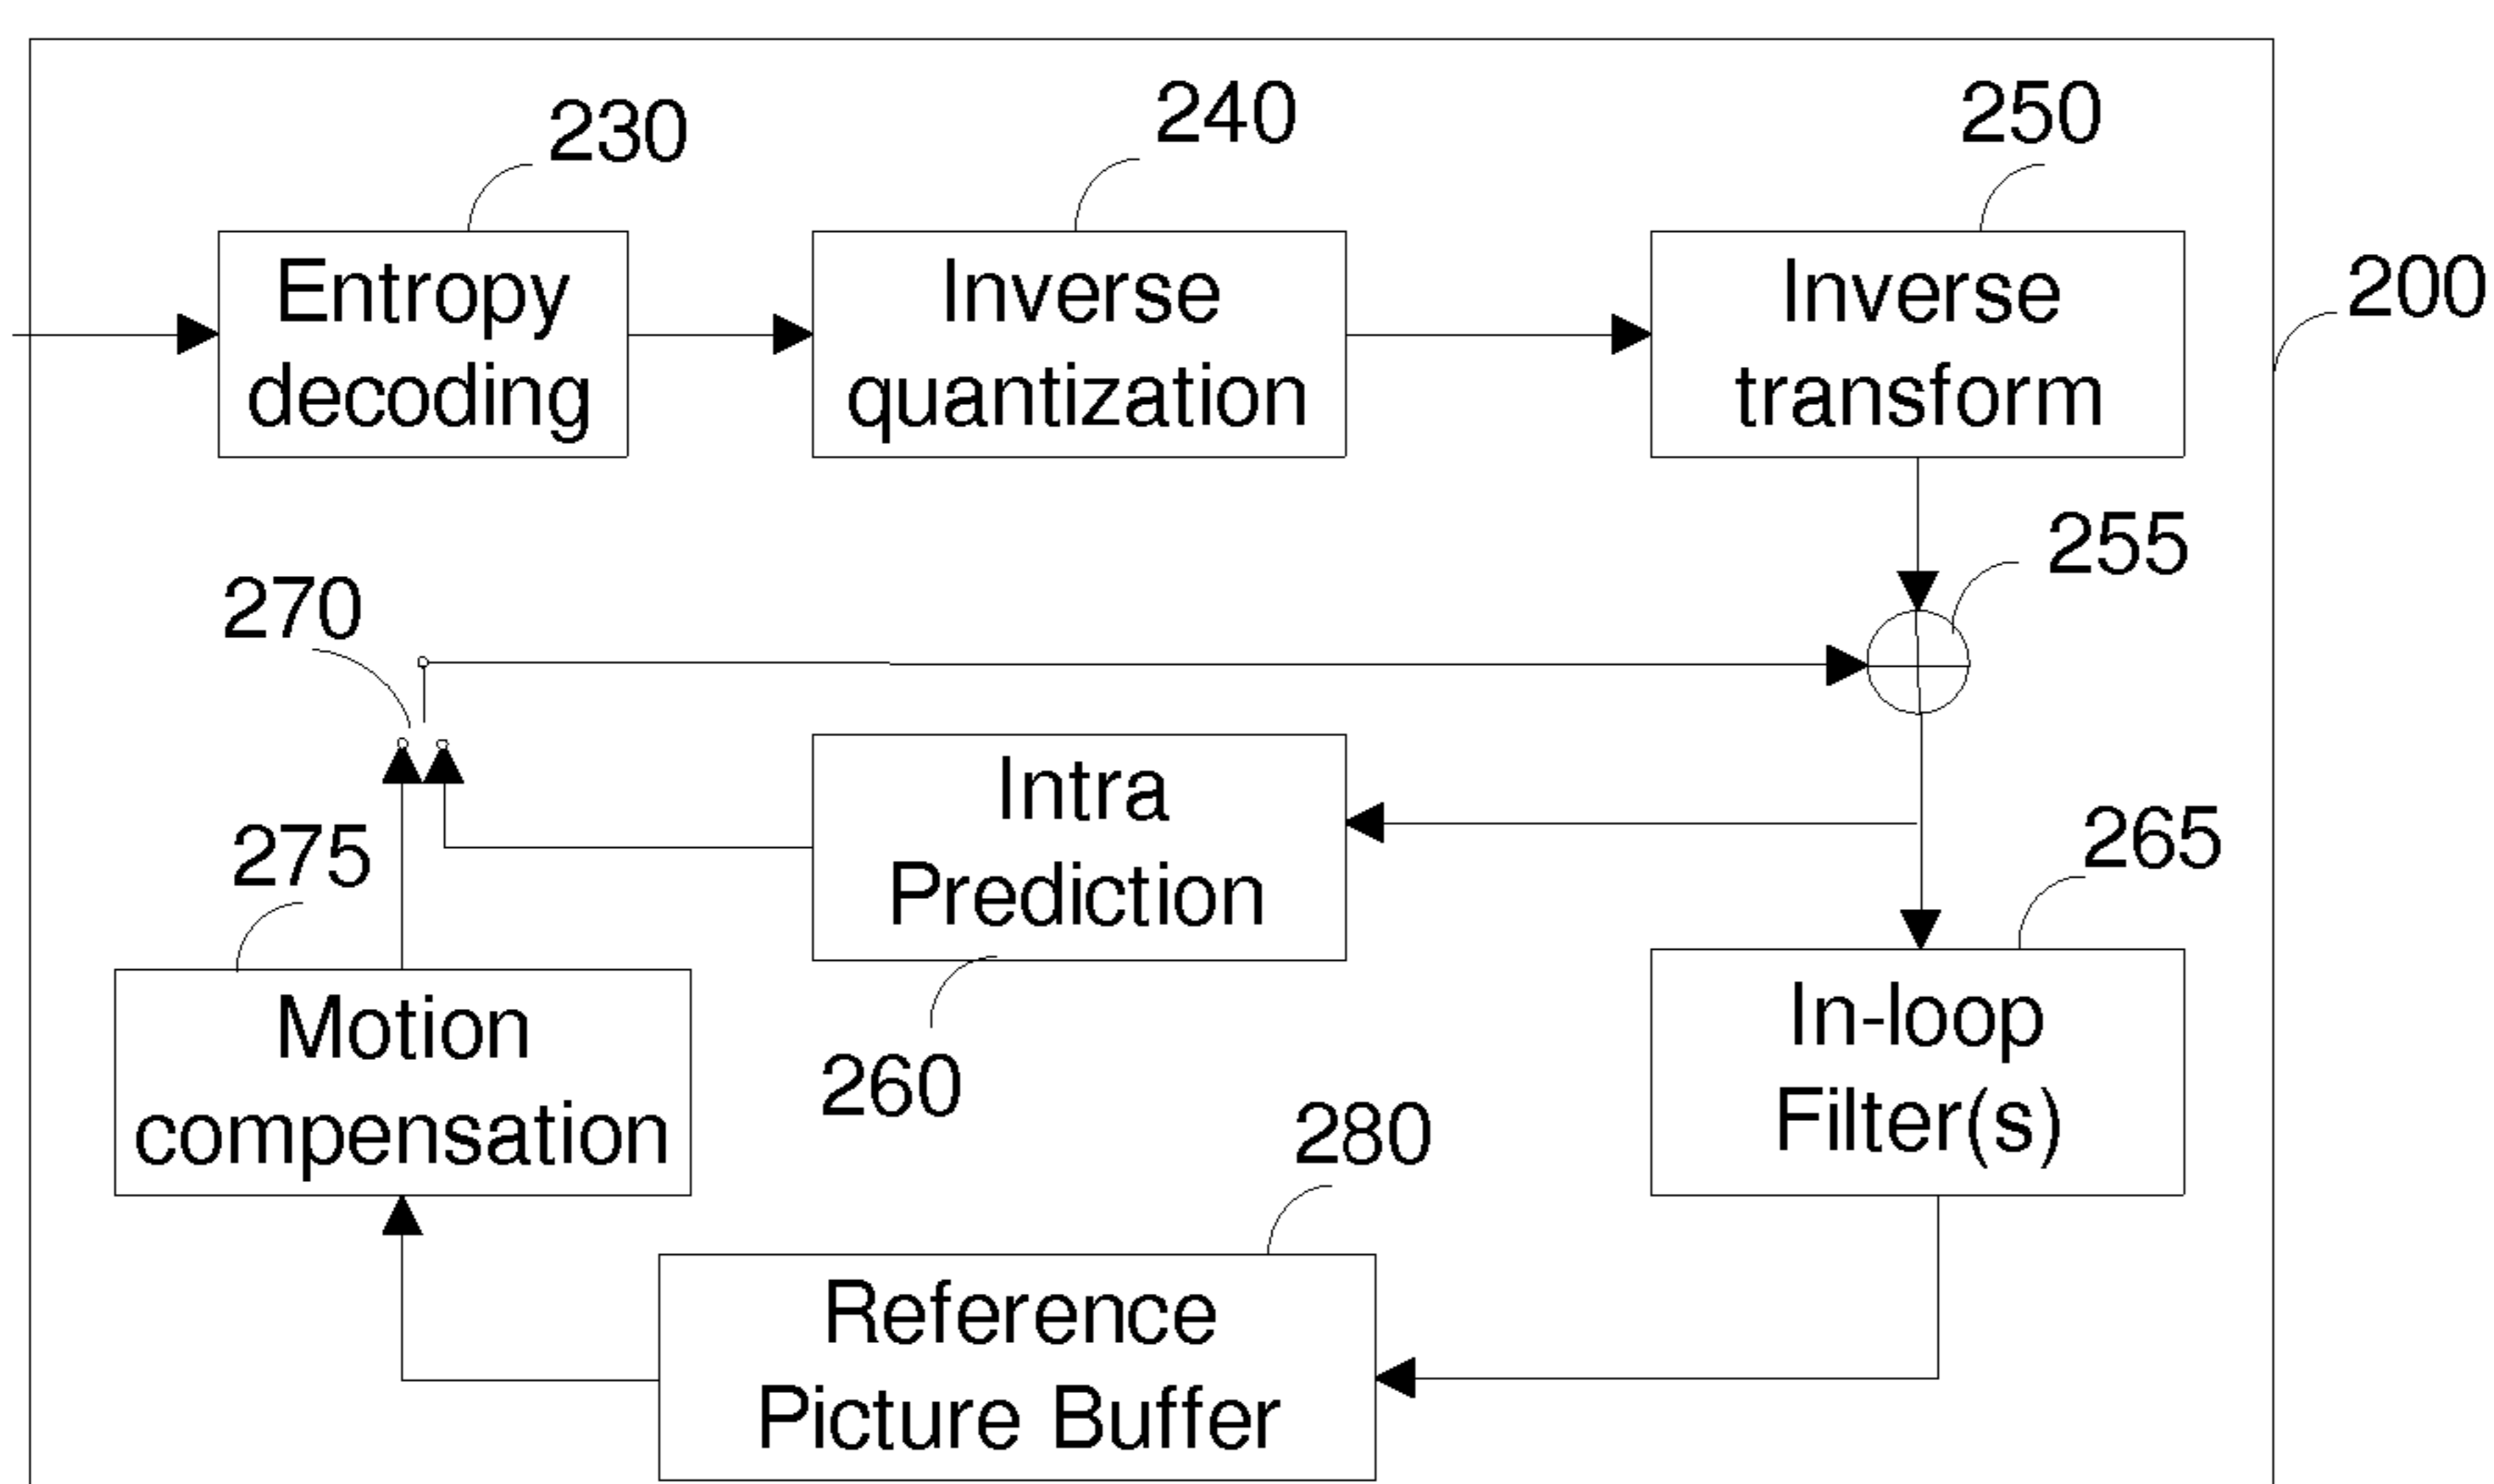 230
240
250
Entropy
decoding
Inverse
quantization
Inverse
transform
200
255
270
Intra
Prediction
275
265
Motion
compensation
260
In-loop
Filter(s)
280
Reference
Picture Buffer